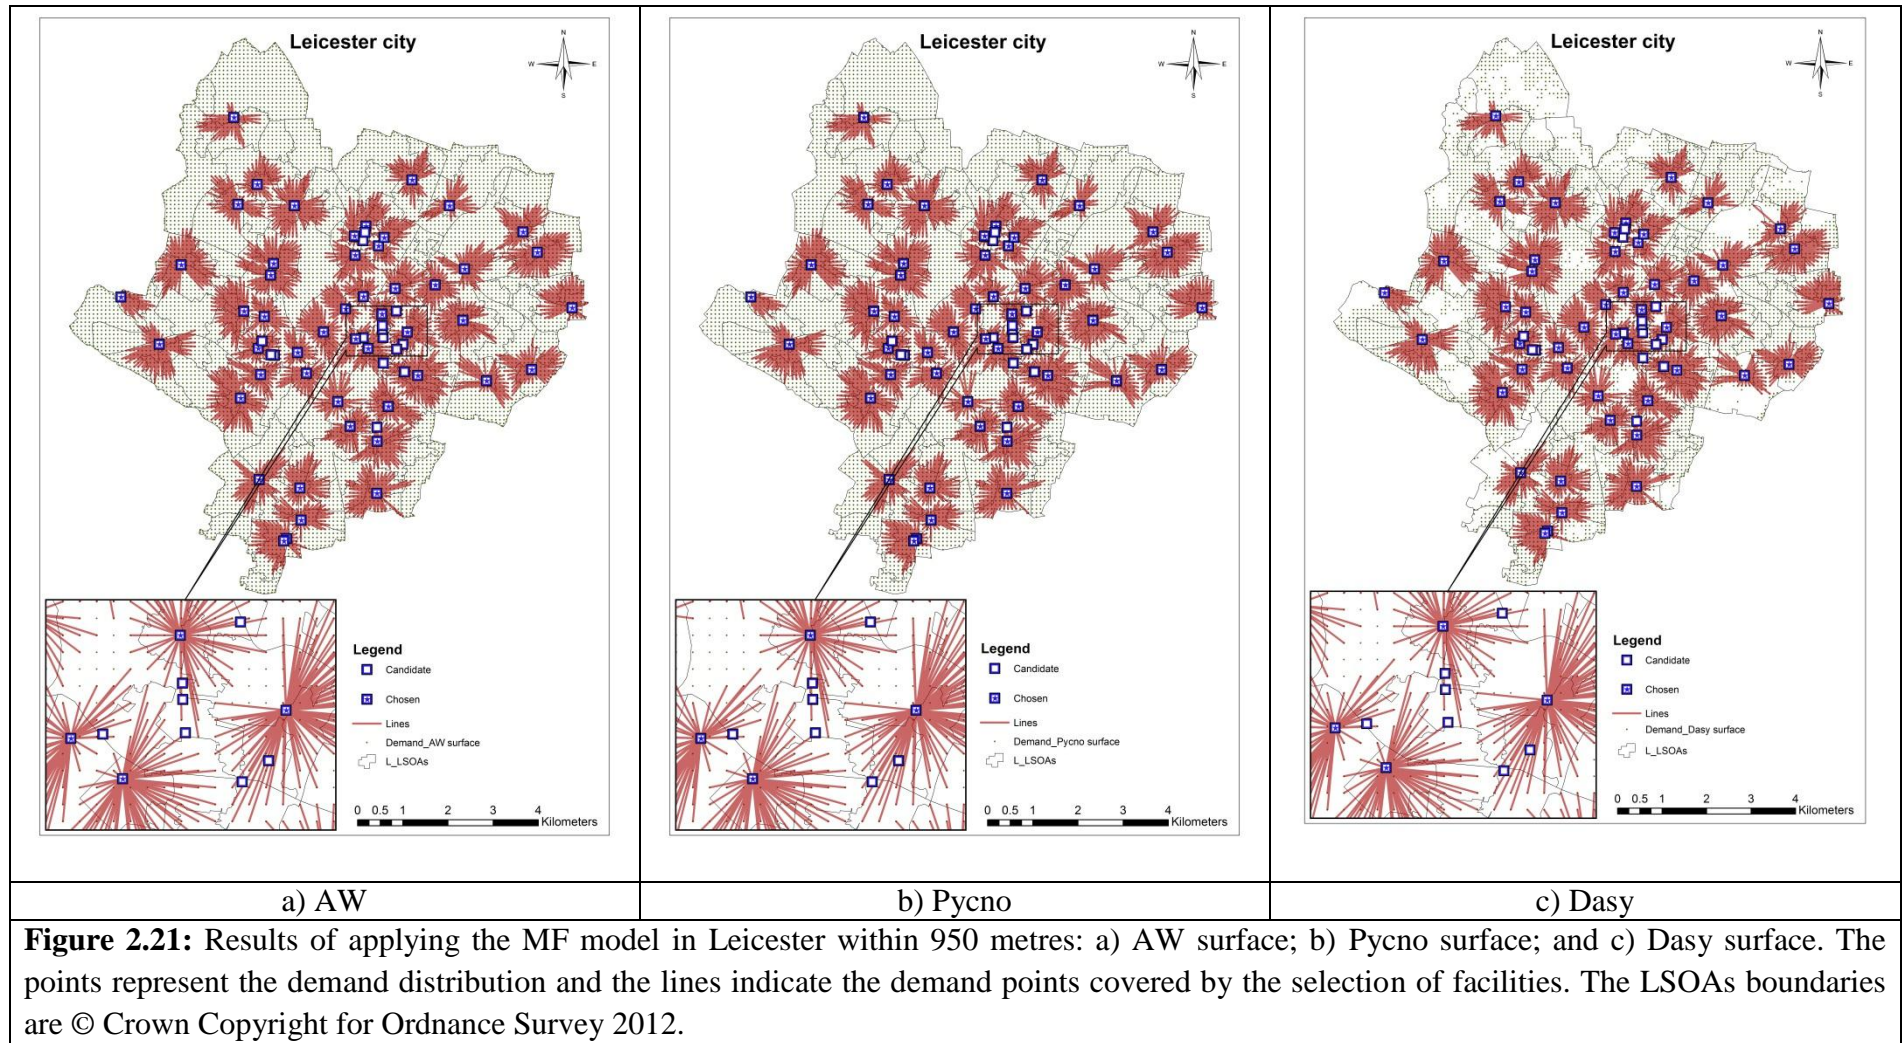 Leicester city
N
W E
S
Legend
Candidate
Chosen
Lines
Demand_AW surface
L_LSOAs
0 0.5 1 2 3 4
Kilometers
Leicester city
N
W E
S
Legend
Candidate
Chosen
Lines
Demand_Pycno surface
L_LSOAs
0 0.5 1 2 3 4
Kilometers
Leicester city
N
W E
S
Legend
Candidate
Chosen
Lines
Demand_Dasy surface
L_LSOAs
0 0.5 1 2 3 4
Kilometers
a) AW
b) Pycno
c) Dasy
Figure 2.21: Results of applying the MF model in Leicester within 950 metres: a) AW surface; b) Pycno surface; and c) Dasy surface. The
points represent the demand distribution and the lines indicate the demand points covered by the selection of facilities. The LSOAs boundaries
are © Crown Copyright for Ordnance Survey 2012.